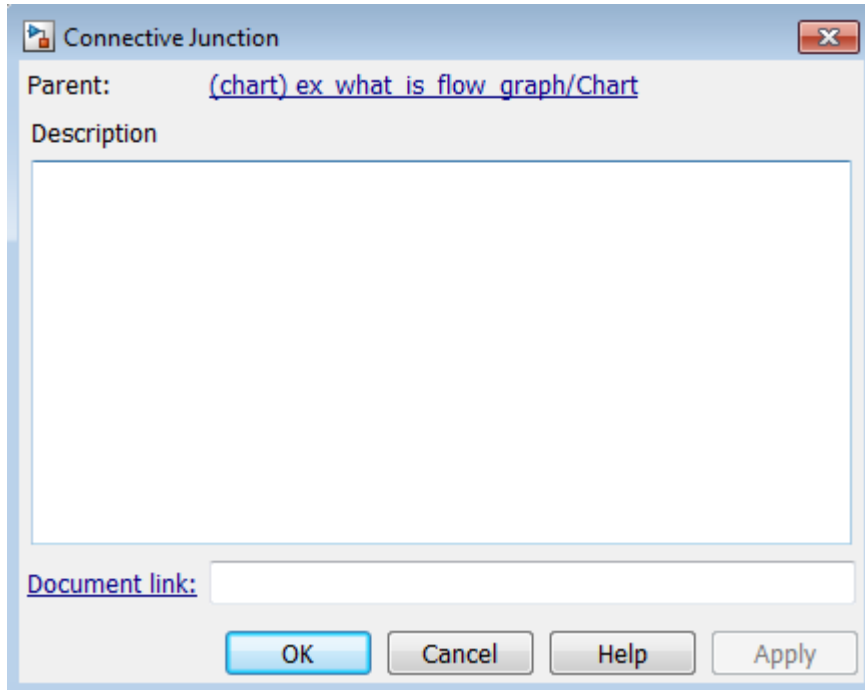 Connective Junction
Parent: (chart) ex_what_is_flow_graph/Chart
Description
Document link:
OK Cancel Help Apply